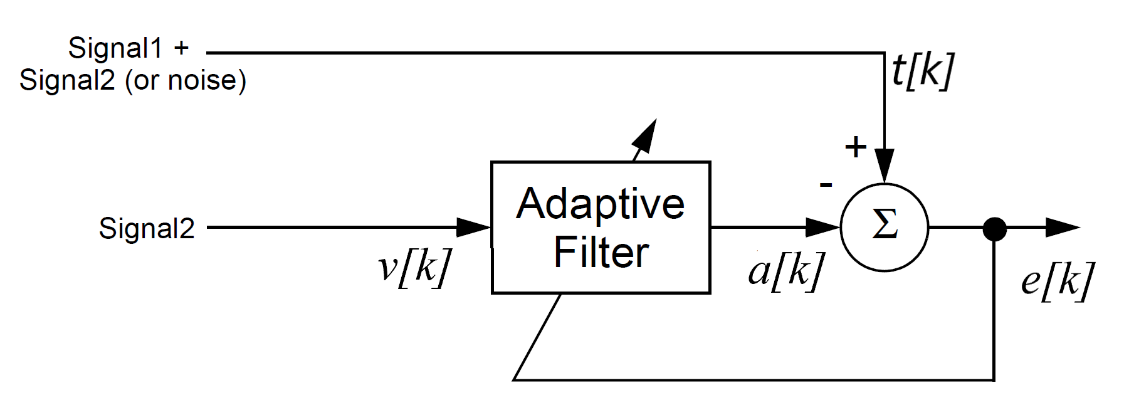 Signal1 +
Signal2 (or noise)
t[k]
+
-
Adaptive
Filter
Σ
Signal2
v[k]
a[k]
e[k]